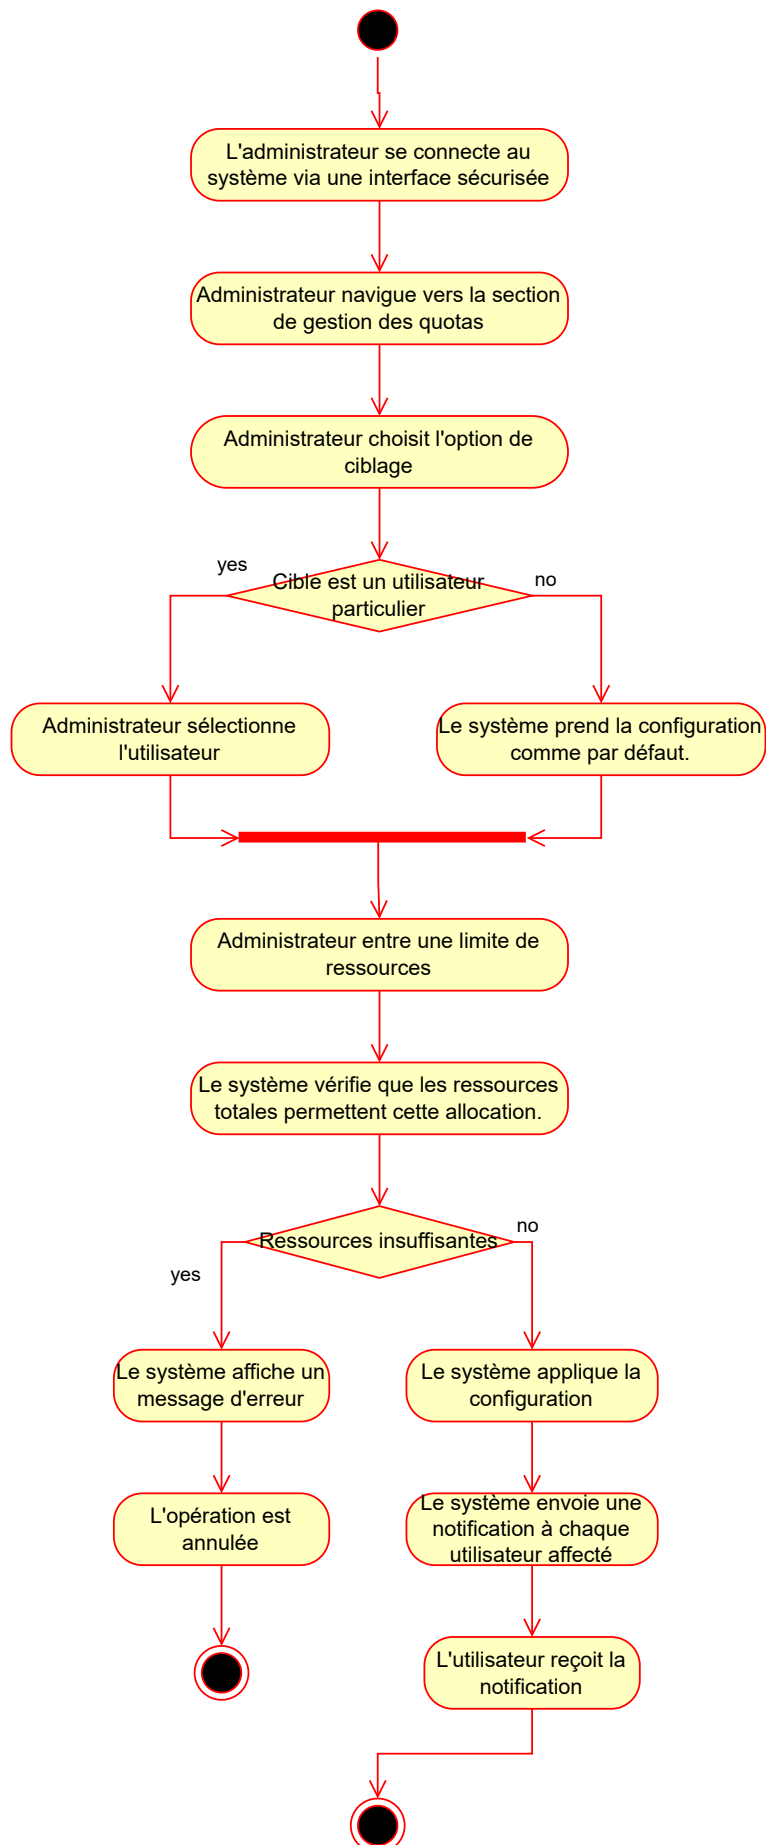 L'administrateur se connecte au
système via une interface sécurisée
Administrateur navigue vers la section
de gestion des quotas
Administrateur choisit l'option de
ciblage
yes
Cible est un utilisateur
particulier
no
Administrateur sélectionne
l'utilisateur
Le système prend la configuration
comme par défaut.
Administrateur entre une limite de
ressources
Le système vérifie que les ressources
totales permettent cette allocation.
Ressources insuffisantes
no
yes
Le système affiche un
message d'erreur
Le système applique la
configuration
L'opération est
annulée
Le système envoie une
notification à chaque
utilisateur affecté
L'utilisateur reçoit la
notification